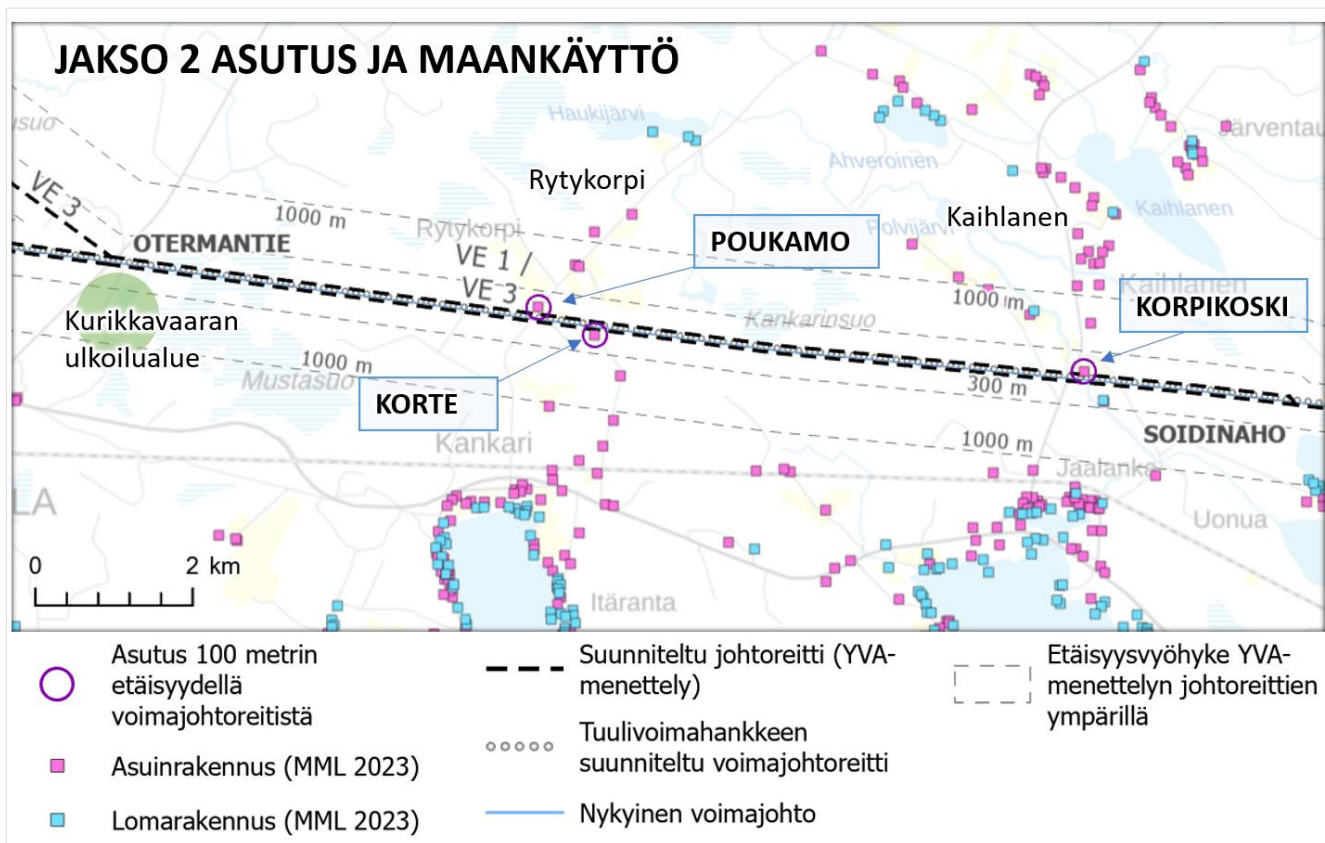 JAKSO 2 ASUTUS JA MAANKÄYTTÖ
Haukijärvi
Järventau
usuo
Ahveroinen
Rytykorpi
VE 3
1000 m
Kaihlanen
Kaihlanen
Rytykorpi
Polvijärvi
OTERMANTIE
POUKAMO
VE 1 /
VE 3
Kaihlanen
1000 m
Kurikkavaaran
ulkoilualue
Kankarinsuo
KORPIKOSKI
1000 m
Mustasuo
300 m
KORTE
Kankari
1000 m
SOIDINAHO
Jaalanka
LA
Uonua
0 2 km
Itäranta
Asutus 100 metrin
etäisyydellä
voimajohtoreitistä
Asuinrakennus (MML 2023)
Lomarakennus (MML 2023)
Suunniteltu johtoreitti (YVA-
menettely)
Tuulivoimahankkeen
suunniteltu voimajohtoreitti
Nykyinen voimajohto
Etäisyysvyöhyke YVA-
menettelyn johtoreittien
ympärillä